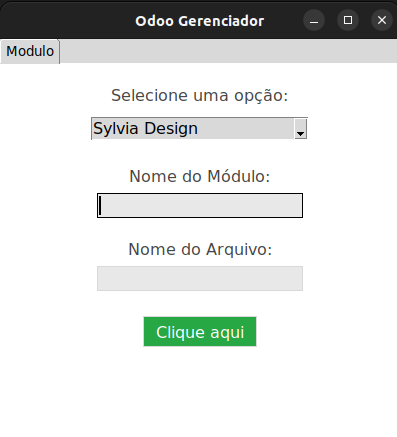 Odoo Gerenciador
Modulo
Selecione uma opção:
Sylvia Design
Nome do Módulo:
Nome do Arquivo:
Clique aqui